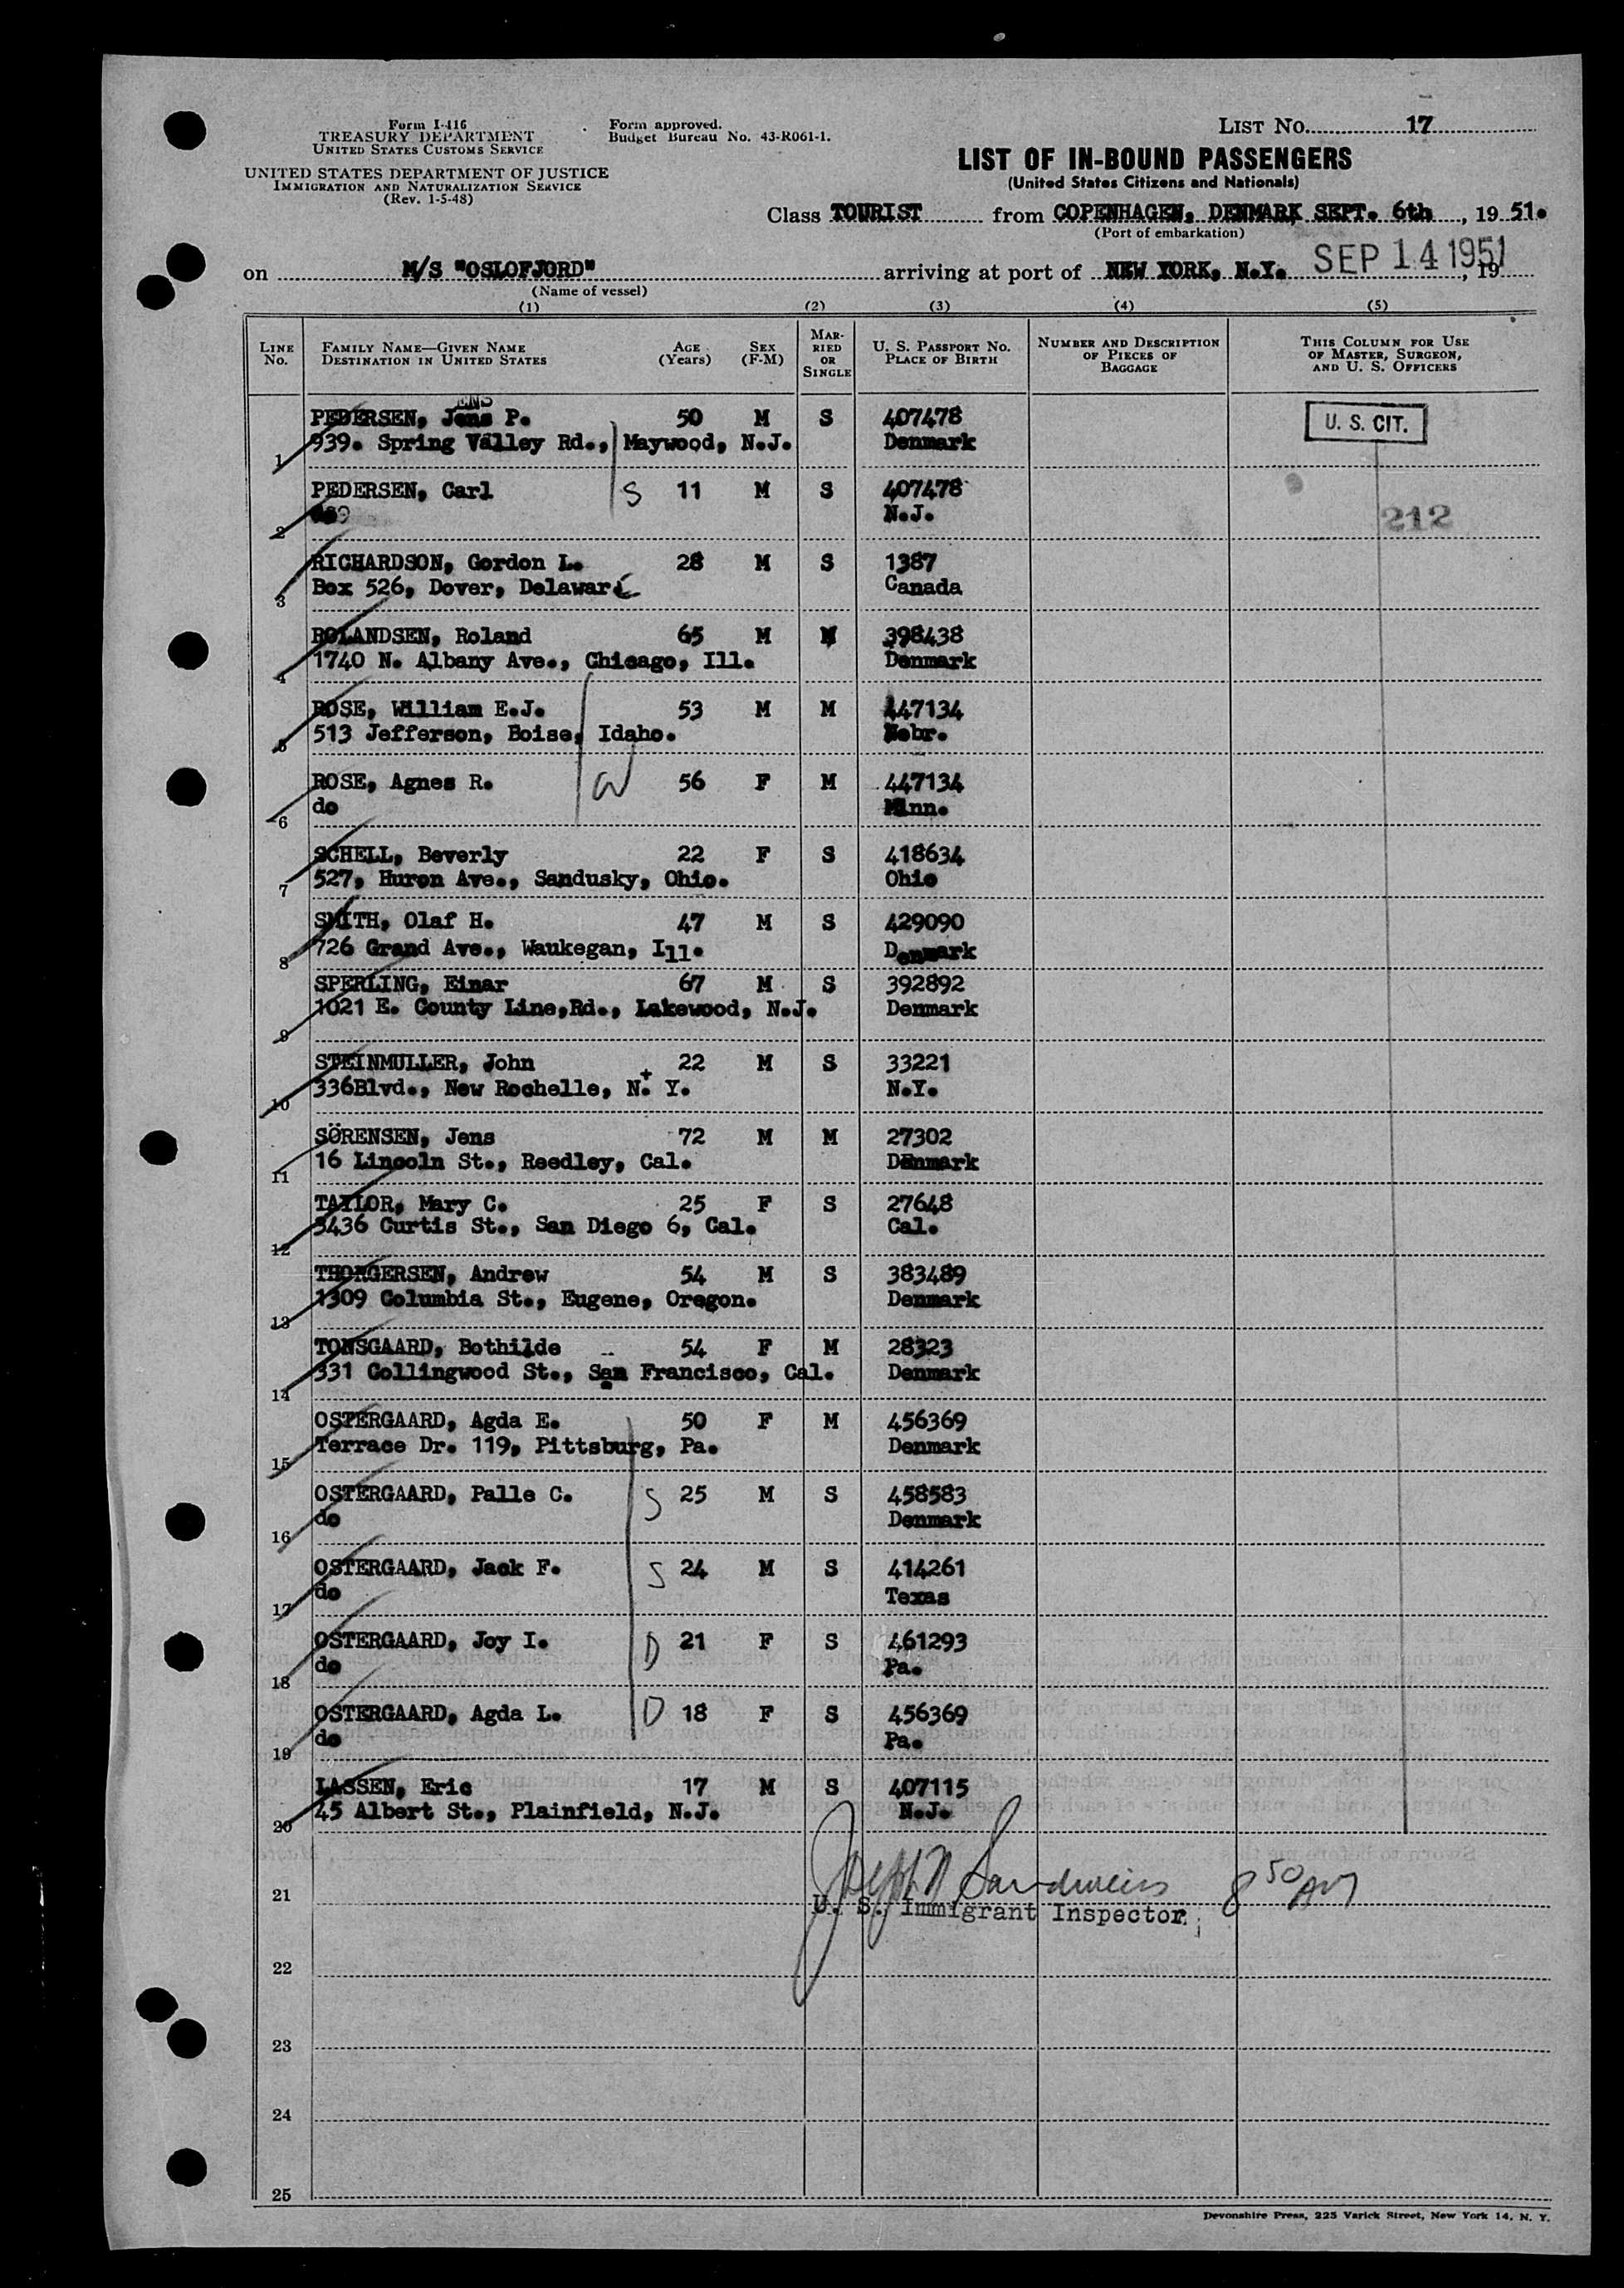 Form I-416
TREASURY DEPARTMENT
UNITED STATES CUSTOMS SERVICE
UNITED STATES DEPARTMENT OF JUSTICE
IMMIGRATION AND NATURALIZATION SERVICE
(Rev. 1-5-48)
Form approved.
Budget Bureau No. 43-R061-1.
LIST NO. 17
LIST OF IN-BOUND PASSENGERS
(United States Citizens and Nationals)
Class TOURIST from COPENHAGEN, DENMARK SEPT. 6th, 19 51.
(Port of embarkation)
on M/S "OSLOFJORD" arriving at port of NEW YORK, N.Y. SEP 14 1951, 19
(Name of vessel)
(1) (2) (3) (4) (5)
LINE NO.
FAMILY NAME—GIVEN NAME
DESTINATION IN UNITED STATES
AGE (YEARS)
SEX (F-M)
MARRIED OR SINGLE
U. S. PASSPORT NO.
PLACE OF BIRTH
NUMBER AND DESCRIPTION OF PIECES OF BAGGAGE
THIS COLUMN FOR USE OF MASTER, SURGEON, AND U. S. OFFICERS
ENS
PEDERSEN, Jens P. 50 M S 407478 U. S. CIT.
1 939. Spring Valley Rd., Maywood, N.J. Denmark
PEDERSEN, Carl S 11 M S 407478
2 N.J. 212
RICHARDSON, Gordon L. 28 M S 1387
3 Box 526, Dover, Delaware Canada
ROLANDSEN, Roland 65 M M 398438
4 1740 N. Albany Ave., Chicago, Ill. Denmark
ROSE, William E.J. 53 M M 447134
5 513 Jefferson, Boise, Idaho. Nebr.
ROSE, Agnes R. W 56 F M 447134
6 do Minn.
SCHELL, Beverly 22 F S 418634
7 527, Huron Ave., Sandusky, Ohio. Ohio
SMITH, Olaf H. 47 M S 429090
8 726 Grand Ave., Waukegan, Ill. Denmark
SPERLING, Einar 67 M S 392892
9 1021 E. County Line,Rd., Lakewood, N.J. Denmark
STEINMULLER, John 22 M S 33221
10 336Blvd., New Rochelle, N. Y. N.Y.
SÖRENSEN, Jens 72 M M 27302
11 16 Lincoln St., Reedley, Cal. Denmark
TAYLOR, Mary C. 25 F S 27648
12 5436 Curtis St., San Diego 6, Cal. Cal.
THORGERSEN, Andrew 54 M S 383489
13 1309 Columbia St., Eugene, Oregon. Denmark
TONSGAARD, Bothilde 54 F M 28323
14 331 Collingwood St., San Francisco, Cal. Denmark
OSTERGAARD, Agda E. 50 F M 456369
15 Terrace Dr. 119, Pittsburg, Pa. Denmark
OSTERGAARD, Palle C. S 25 M S 458583
16 do Denmark
OSTERGAARD, Jack F. S 24 M S 414261
17 do Texas
OSTERGAARD, Joy I. D 21 F S 461293
18 do Pa.
OSTERGAARD, Agda L. D 18 F S 456369
19 do Pa.
LASSEN, Eric 17 M S 407115
20 45 Albert St., Plainfield, N.J. N.J.
21 Joseph Sandweiss 8 50 AM
U. S. Immigrant Inspector
22
23
24
25
Devonshire Press, 225 Varick Street, New York 14, N. Y.